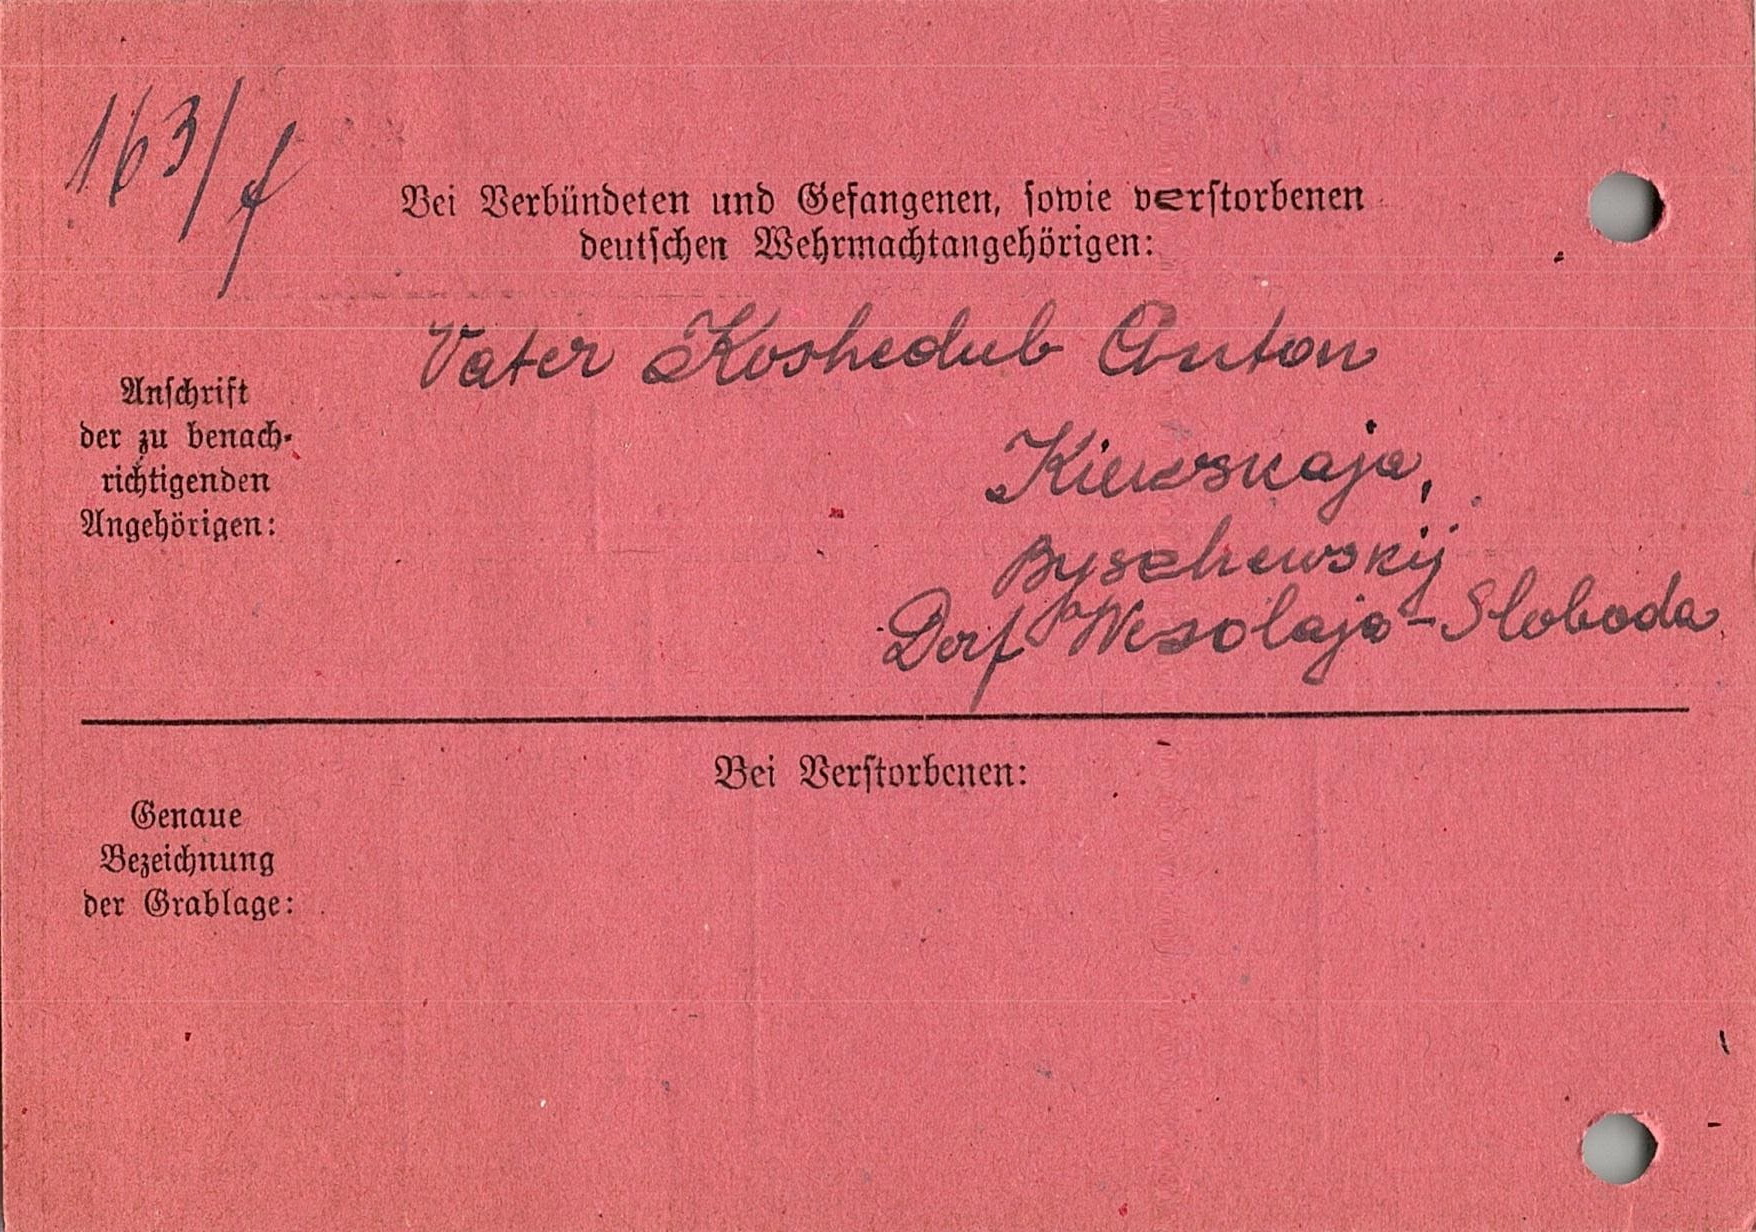 163/f
Bei Verbündeten und Gefangenen, sowie verstorbenen
deutschen Wehrmachtangehörigen:
Vater Koshedub Anton
Anschrift
der zu benach-
richtigenden
Angehörigen:
Kiewskaja,
Byschewskij
Dorf Wesolaja-Sloboda
Bei Verstorbenen:
Genaue
Bezeichnung
der Grablage: